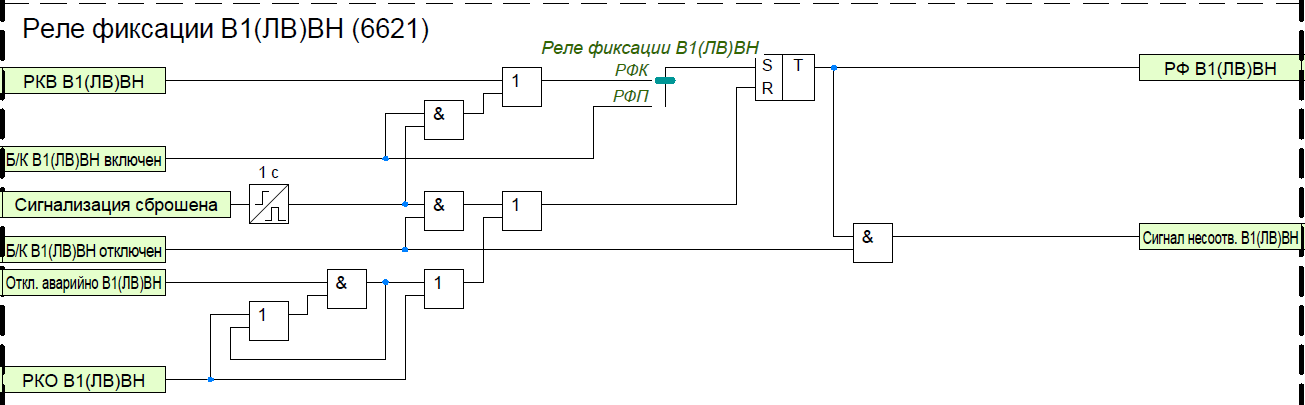 Реле фиксации В1(ЛВ)ВН (6621)
Реле фиксации В1(ЛВ)ВН
РКВ В1(ЛВ)ВН
1
РФК
S T
РФ В1(ЛВ)ВН
R
РФП
&
Б/К В1(ЛВ)ВН включен
1 с
Сигнализация сброшена
&
1
Б/К В1(ЛВ)ВН отключен
&
Сигнал несоотв. В1(ЛВ)ВН
Откл. аварийно В1(ЛВ)ВН
&
1
1
РКО В1(ЛВ)ВН